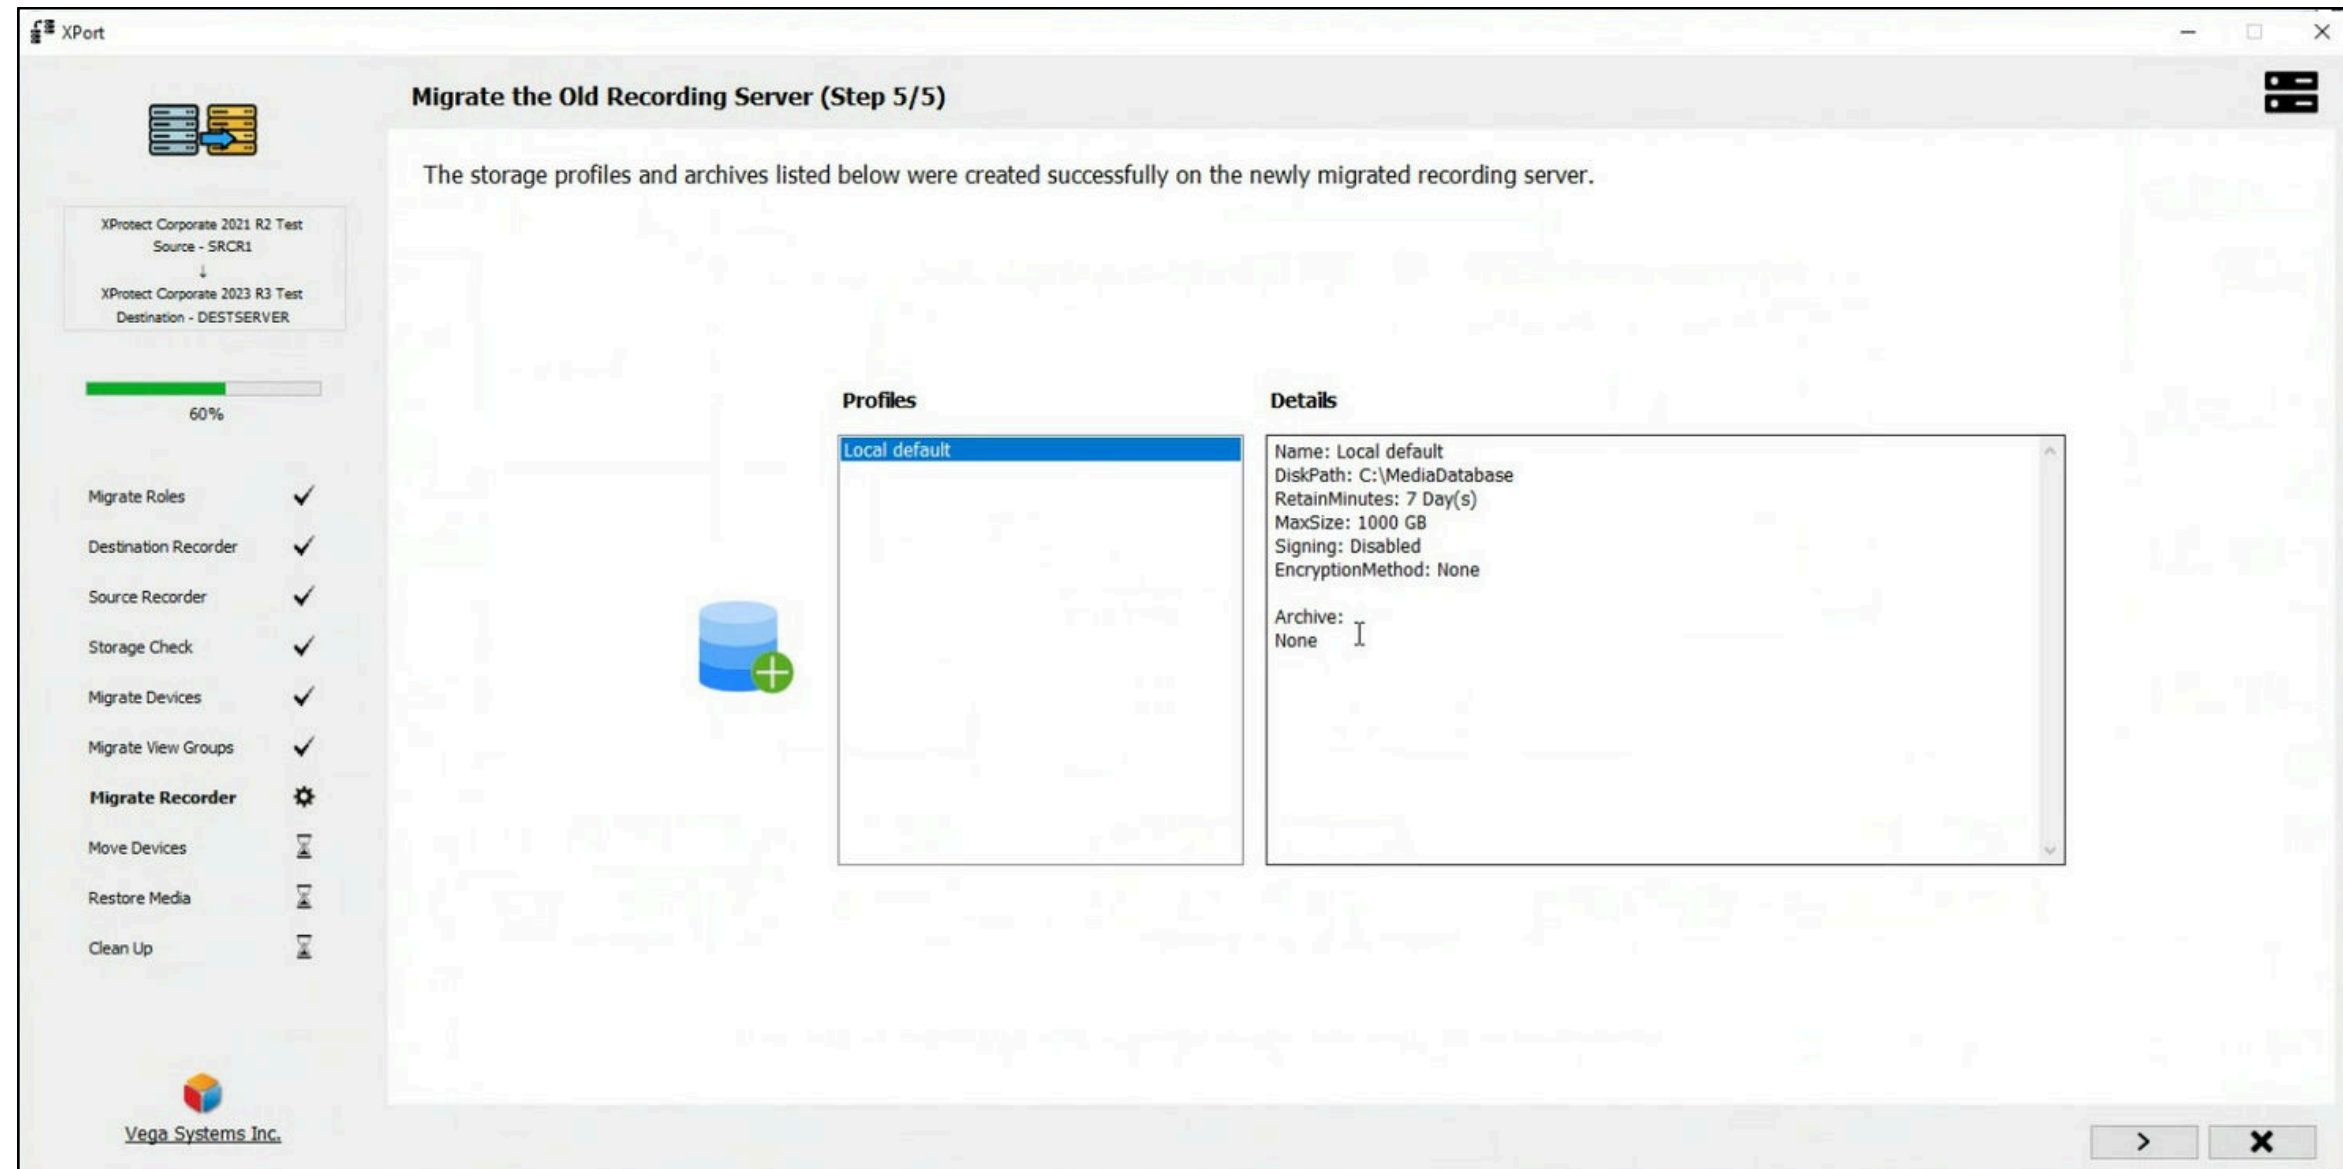 XPort
Migrate the Old Recording Server (Step 5/5)
The storage profiles and archives listed below were created successfully on the newly migrated recording server.
XProtect Corporate 2021 R2 Test
Source - SRCR1
↓
XProtect Corporate 2023 R3 Test
Destination - DESTSERVER
60%
Migrate Roles
Destination Recorder
Source Recorder
Storage Check
Migrate Devices
Migrate View Groups
Migrate Recorder
Move Devices
Restore Media
Clean Up
Vega Systems Inc.
Profiles
Local default
Details
Name: Local default
DiskPath: C:\MediaDatabase
RetainMinutes: 7 Day(s)
MaxSize: 1000 GB
Signing: Disabled
EncryptionMethod: None
Archive:
None